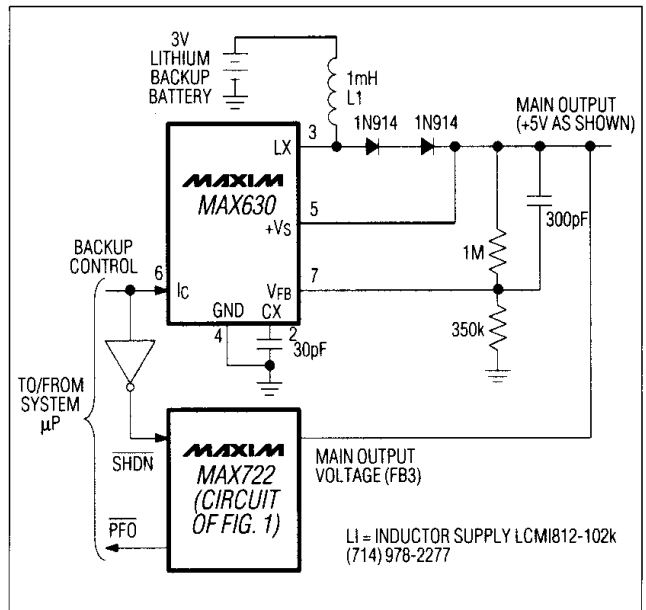 3V
LITHIUM
BACKUP
BATTERY
1mH
L1
MAIN OUTPUT
(+5V AS SHOWN)
3
1N914
1N914
LX
MAXIM
MAX630
5
+VS
300pF
1M
BACKUP
CONTROL
6
IC
7
VFB
GND
CX
4
2
30pF
350k
TO/FROM
SYSTEM
µP
SHDN
MAXIM
MAX722
(CIRCUIT
OF FIG. 1)
MAIN OUTPUT
VOLTAGE (FB3)
PFO
LI = INDUCTOR SUPPLY LCMI812-102k
(714) 978-2277